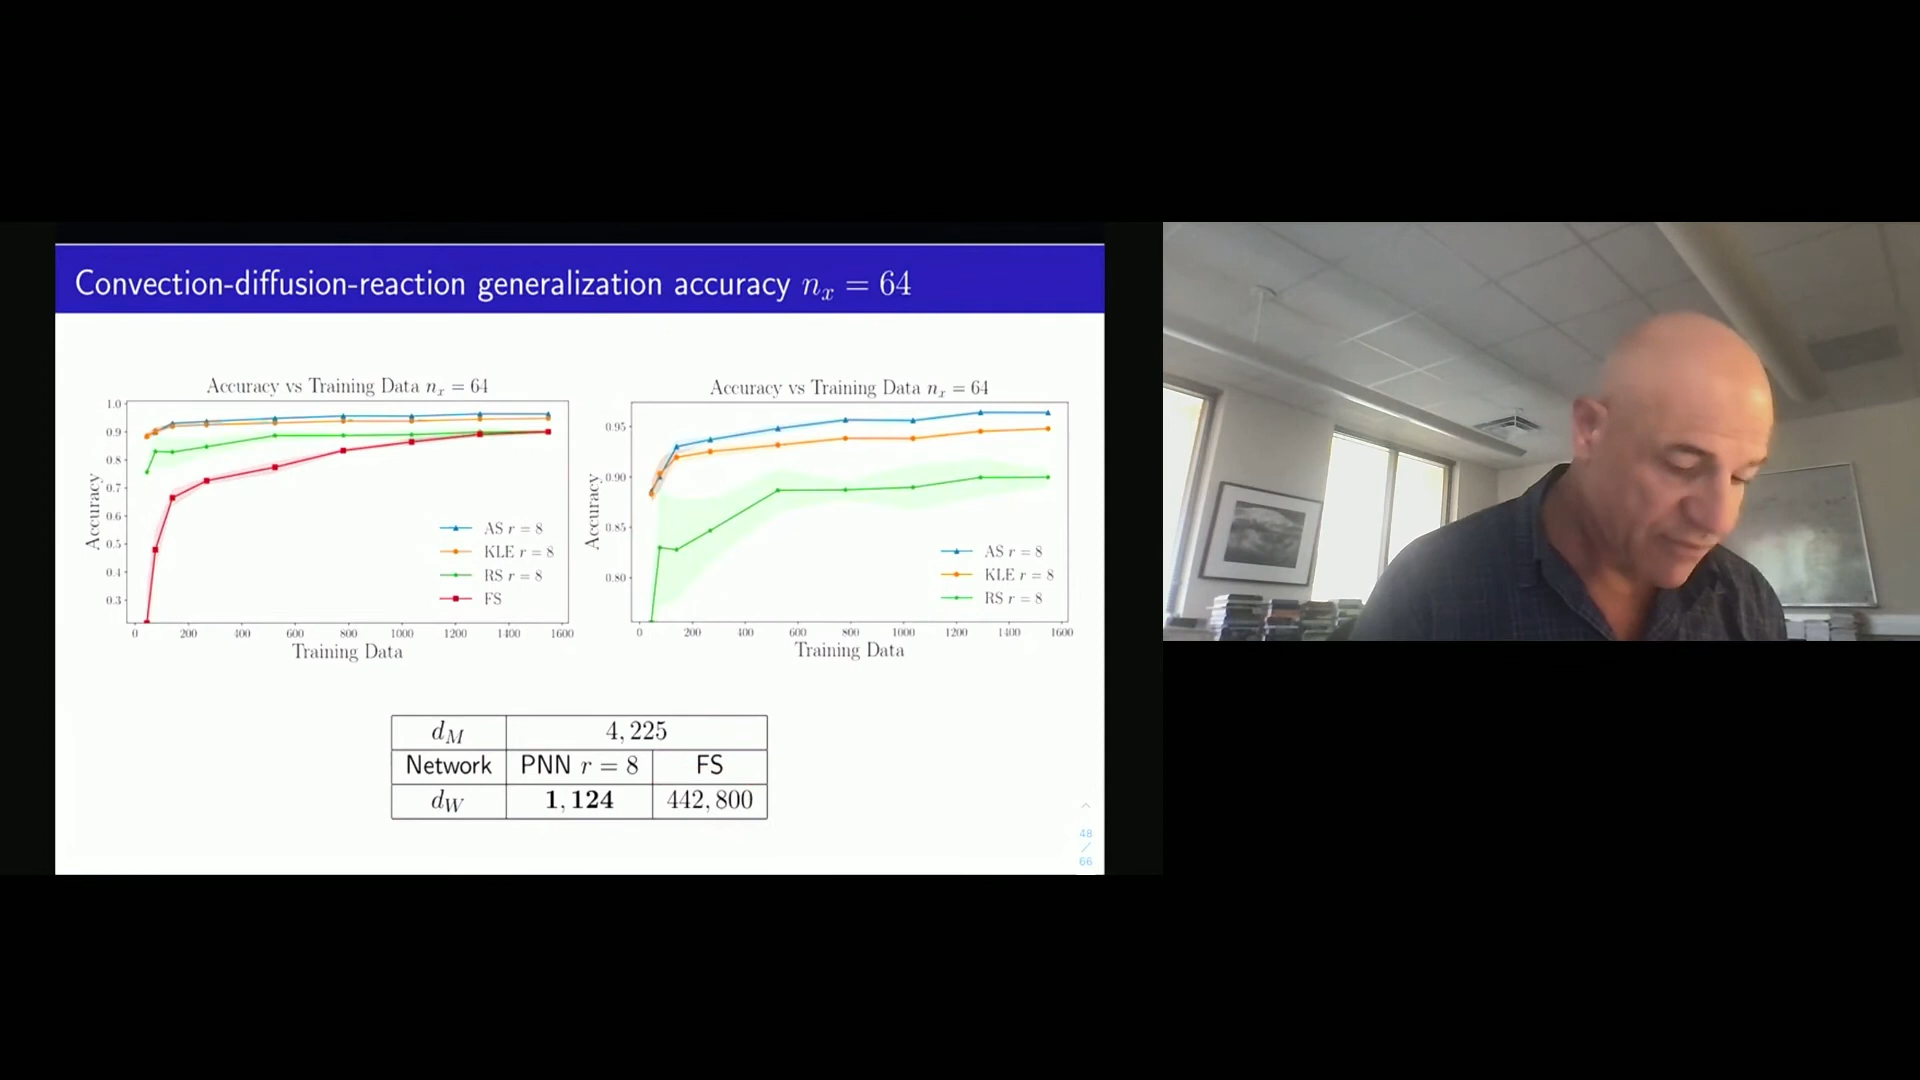 Convection-diffusion-reaction generalization accuracy n_x = 64
Accuracy vs Training Data n_x = 64
1.0
0.9
0.8
0.7
0.6
0.5
0.4
0.3
Accuracy
AS r = 8
KLE r = 8
RS r = 8
FS
0 200 400 600 800 1000 1200 1400 1600
Training Data
Accuracy vs Training Data n_x = 64
0.95
0.90
0.85
0.80
Accuracy
AS r = 8
KLE r = 8
RS r = 8
0 200 400 600 800 1000 1200 1400 1600
Training Data
d_M 4,225
Network PNN r = 8 FS
d_W 1,124 442,800
48
/
66